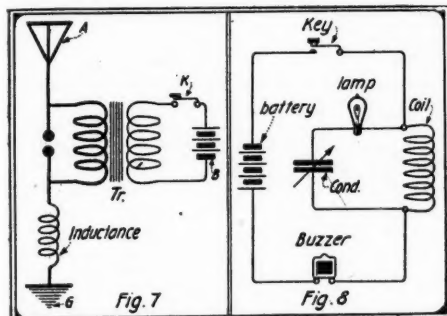 A
K
B
Tr.
Inductance
G
Fig. 7
Key
lamp
Coil
battery
Cond.
Buzzer
Fig. 8